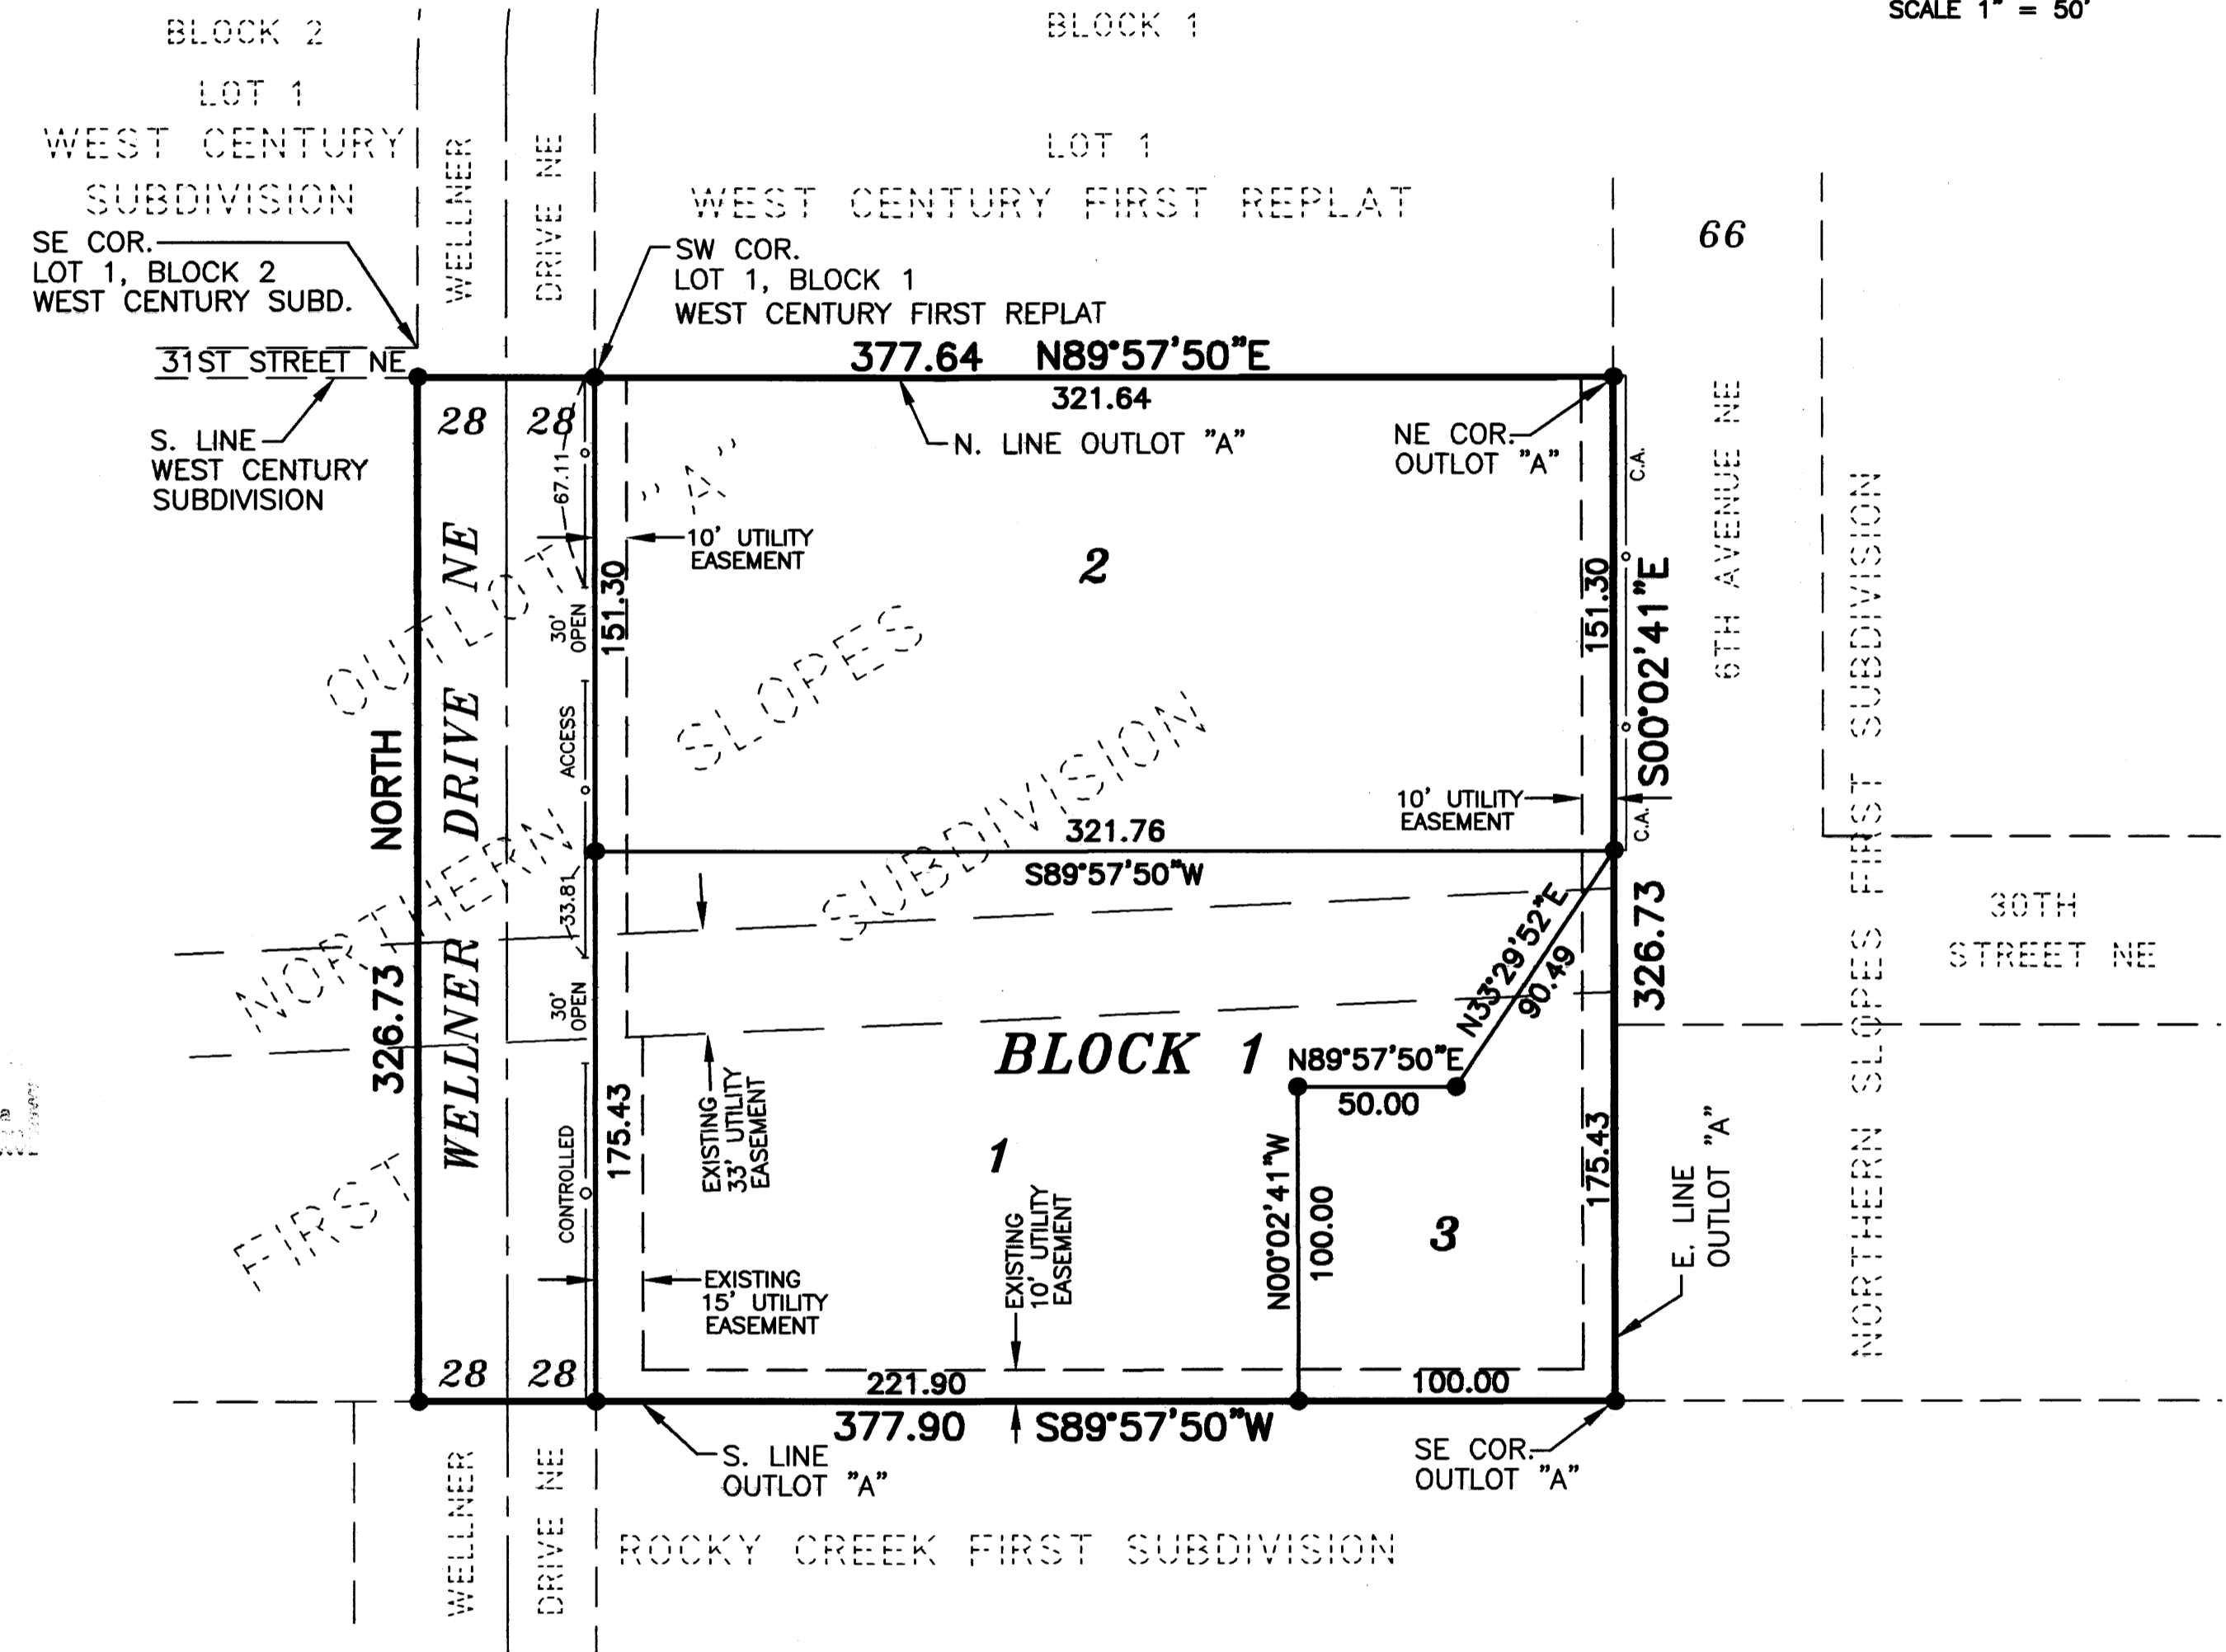 SCALE 1" = 50'
BLOCK 2
LOT 1
WEST CENTURY
SUBDIVISION
BLOCK 1
LOT 1
WEST CENTURY FIRST REPLAT
WELLNER
DRIVE NE
66
SE COR.
LOT 1, BLOCK 2
WEST CENTURY SUBD.
SW COR.
LOT 1, BLOCK 1
WEST CENTURY FIRST REPLAT
31ST STREET NE
377.64 N89°57'50"E
321.64
S. LINE
WEST CENTURY
SUBDIVISION
28
28
N. LINE OUTLOT "A"
NE COR.
OUTLOT "A"
C.A.
6TH AVENUE NE
67.11
10' UTILITY
EASEMENT
2
151.30
30'
OPEN
151.30
S00°02'41"E
OUTLOT "A"
NORTHERN SLOPES
FIRST SUBDIVISION
NORTH
326.73
WELLNER DRIVE NE
ACCESS
10' UTILITY
EASEMENT
C.A.
321.76
S89°57'50"W
33.81
30'
OPEN
N33°29'52"E
90.49
326.73
30TH
STREET NE
NORTHERN SLOPES FIRST SUBDIVISION
BLOCK 1
N89°57'50"E
50.00
EXISTING
33' UTILITY
EASEMENT
175.43
CONTROLLED
1
N00°02'41"W
100.00
3
175.43
E. LINE
OUTLOT "A"
EXISTING
15' UTILITY
EASEMENT
EXISTING
10' UTILITY
EASEMENT
28
28
221.90
100.00
377.90 S89°57'50"W
S. LINE
OUTLOT "A"
SE COR.
OUTLOT "A"
WELLNER
DRIVE NE
ROCKY CREEK FIRST SUBDIVISION